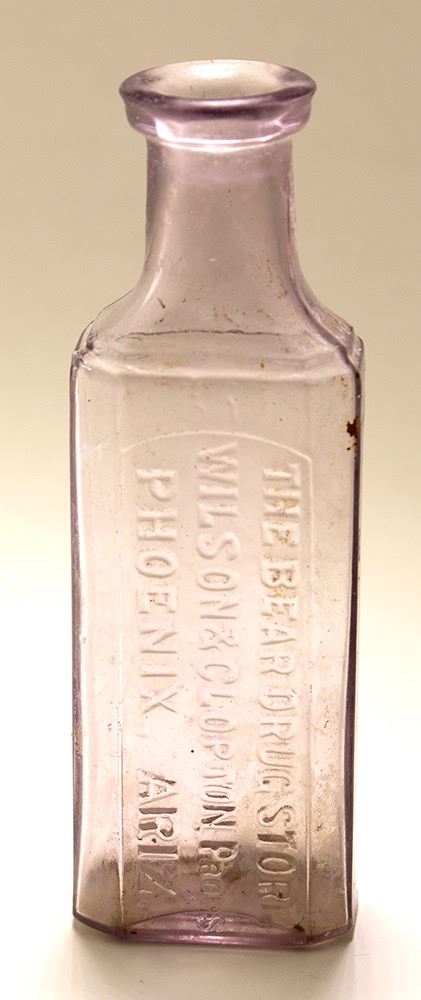 THE BEAR DRUG STORE
WILSON & CLOPTON PROP'S
PHOENIX, ARIZ.